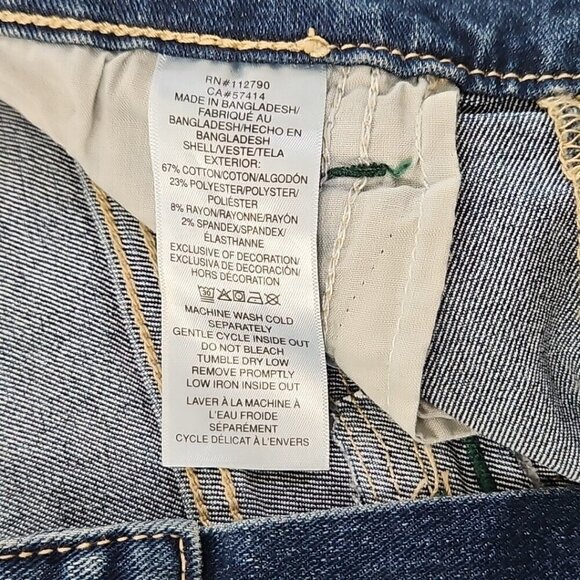 RN#112790
CA#57414
MADE IN BANGLADESH/
FABRIQUÉ AU
BANGLADESH/HECHO EN
BANGLADESH
SHELL/VESTE/TELA
EXTERIOR:
67% COTTON/COTON/ALGODÓN
23% POLYESTER/POLYESTER/
POLIÉSTER
8% RAYON/RAYONNE/RAYÓN
2% SPANDEX/SPANDEX/
ÉLASTHANNE
EXCLUSIVE OF DECORATION/
EXCLUSIVA DE DECORACIÓN/
HORS DÉCORATION
MACHINE WASH COLD
SEPARATELY
GENTLE CYCLE INSIDE OUT
DO NOT BLEACH
TUMBLE DRY LOW
REMOVE PROMPTLY
LOW IRON INSIDE OUT
LAVER À LA MACHINE À
L'EAU FROIDE
SÉPARÉMENT
CYCLE DÉLICAT À L'ENVERS